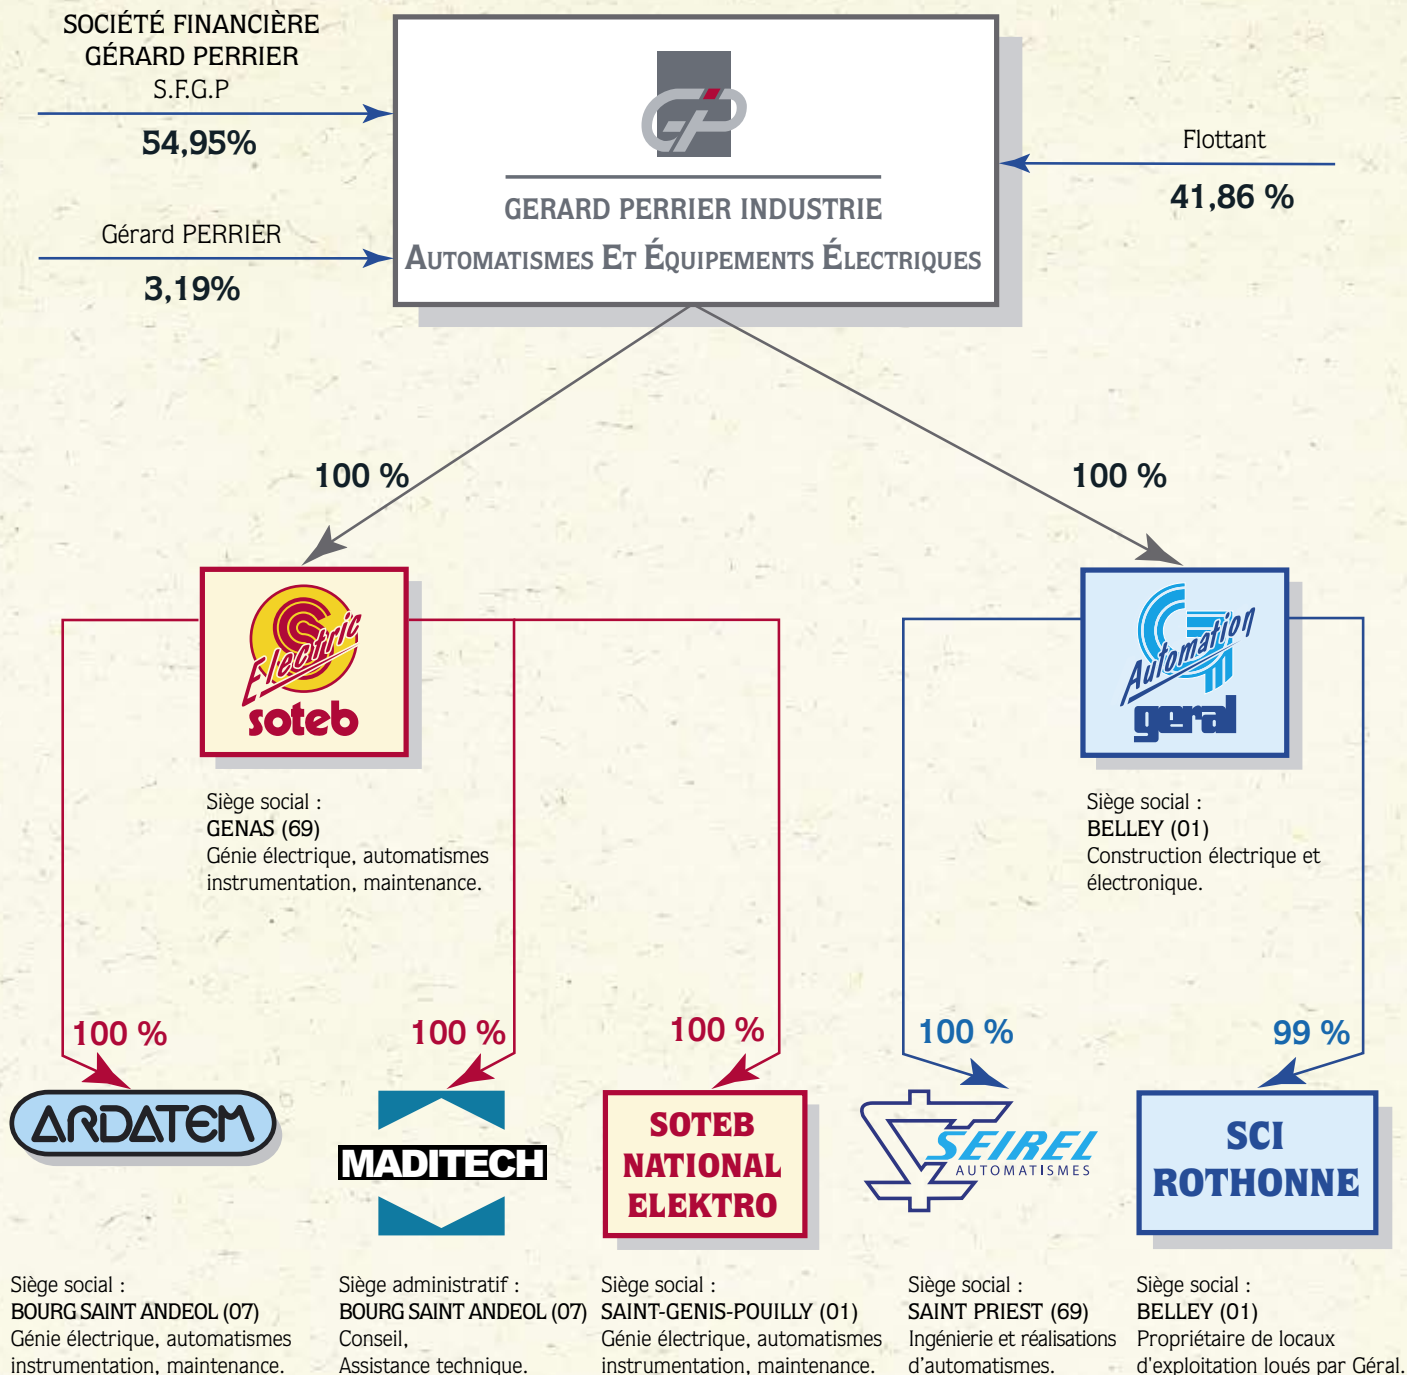 SOCIÉTÉ FINANCIÈRE
GÉRARD PERRIER
S.F.G.P
54,95%
Gérard PERRIER
3,19%
GP
GERARD PERRIER INDUSTRIE
AUTOMATISMES ET ÉQUIPEMENTS ÉLECTRIQUES
Flottant
41,86 %
100 %
100 %
Electric
soteb
Siège social :
GENAS (69)
Génie électrique, automatismes
instrumentation, maintenance.
Automation
geral
Siège social :
BELLEY (01)
Construction électrique et
électronique.
100 %
100 %
100 %
100 %
99 %
ARDATEM
MADITECH
SOTEB
NATIONAL
ELEKTRO
SEIREL
AUTOMATISMES
SCI
ROTHONNE
Siège social :
BOURG SAINT ANDEOL (07)
Génie électrique, automatismes
instrumentation, maintenance.
Siège administratif :
BOURG SAINT ANDEOL (07)
Conseil,
Assistance technique.
Siège social :
SAINT-GENIS-POUILLY (01)
Génie électrique, automatismes
instrumentation, maintenance.
Siège social :
SAINT PRIEST (69)
Ingénierie et réalisations
d'automatismes.
Siège social :
BELLEY (01)
Propriétaire de locaux
d'exploitation loués par Géral.